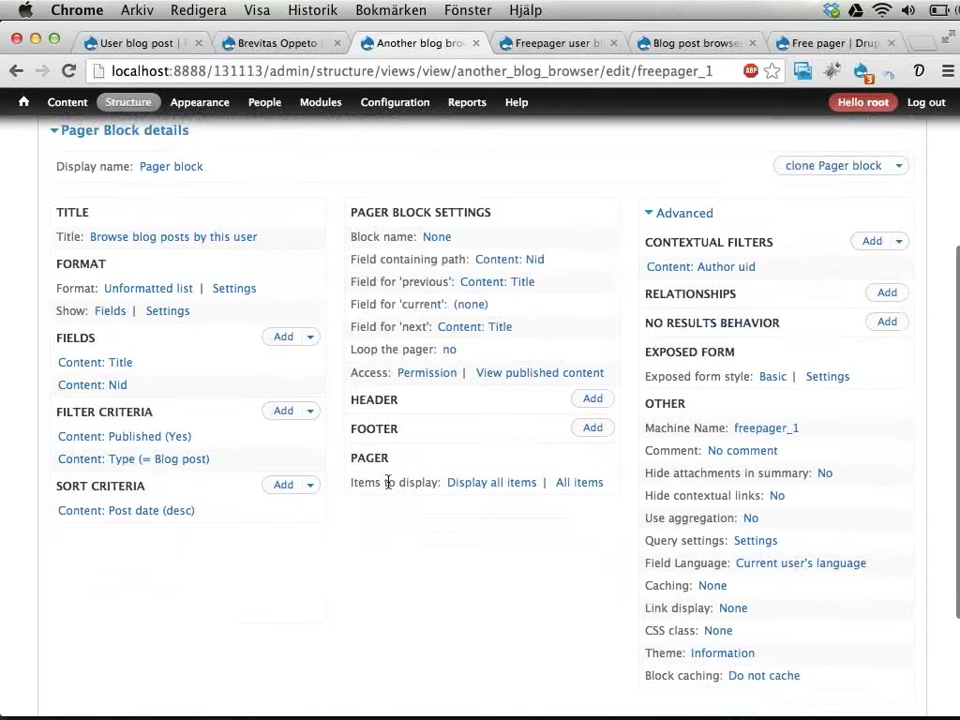 Chrome Arkiv Redigera Visa Historik Bokmärken Fönster Hjälp
User blog post | Brevitas Oppeto | Another blog bro Freepager user b Blog post browse Free pager | Dru
localhost:8888/131113/admin/structure/views/view/another_blog_browser/edit/freepager_1 ABP 3 D
Content Structure Appearance People Modules Configuration Reports Help Hello root Log out
Pager Block details
Display name: Pager block clone Pager block
TITLE
Title: Browse blog posts by this user
FORMAT
Format: Unformatted list | Settings
Show: Fields | Settings
FIELDS Add
Content: Title
Content: Nid
FILTER CRITERIA Add
Content: Published (Yes)
Content: Type (= Blog post)
SORT CRITERIA Add
Content: Post date (desc)
PAGER BLOCK SETTINGS
Block name: None
Field containing path: Content: Nid
Field for 'previous': Content: Title
Field for 'current': (none)
Field for 'next': Content: Title
Loop the pager: no
Access: Permission | View published content
HEADER Add
FOOTER Add
PAGER
Items to display: Display all items | All items
Advanced
CONTEXTUAL FILTERS Add
Content: Author uid
RELATIONSHIPS Add
NO RESULTS BEHAVIOR Add
EXPOSED FORM
Exposed form style: Basic | Settings
OTHER
Machine Name: freepager_1
Comment: No comment
Hide attachments in summary: No
Hide contextual links: No
Use aggregation: No
Query settings: Settings
Field Language: Current user's language
Caching: None
Link display: None
CSS class: None
Theme: Information
Block caching: Do not cache